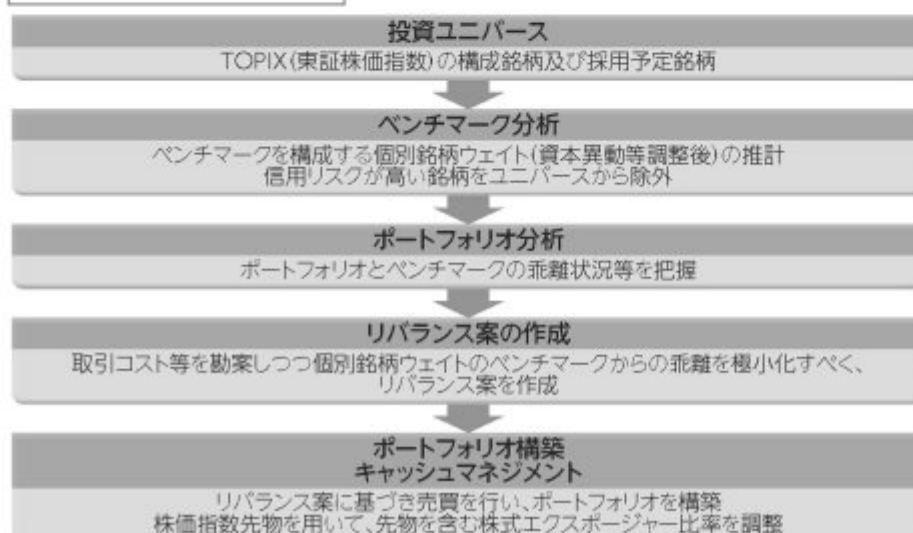 投資ユニバース
TOPIX(東証株価指数)の構成銘柄及び採用予定銘柄
ベンチマーク分析
ベンチマークを構成する個別銘柄ウェイト(資本異動等調整後)の推計
信用リスクが高い銘柄をユニバースから除外
ポートフォリオ分析
ポートフォリオとベンチマークの乖離状況等を把握
リバランス案の作成
取引コスト等を勘案しつつ個別銘柄ウェイトのベンチマークからの乖離を極小化すべく、
リバランス案を作成
ポートフォリオ構築
キャッシュマネジメント
リバランス案に基づき売買を行い、ポートフォリオを構築
株価指数先物を用いて、先物を含む株式エクスポージャー比率を調整